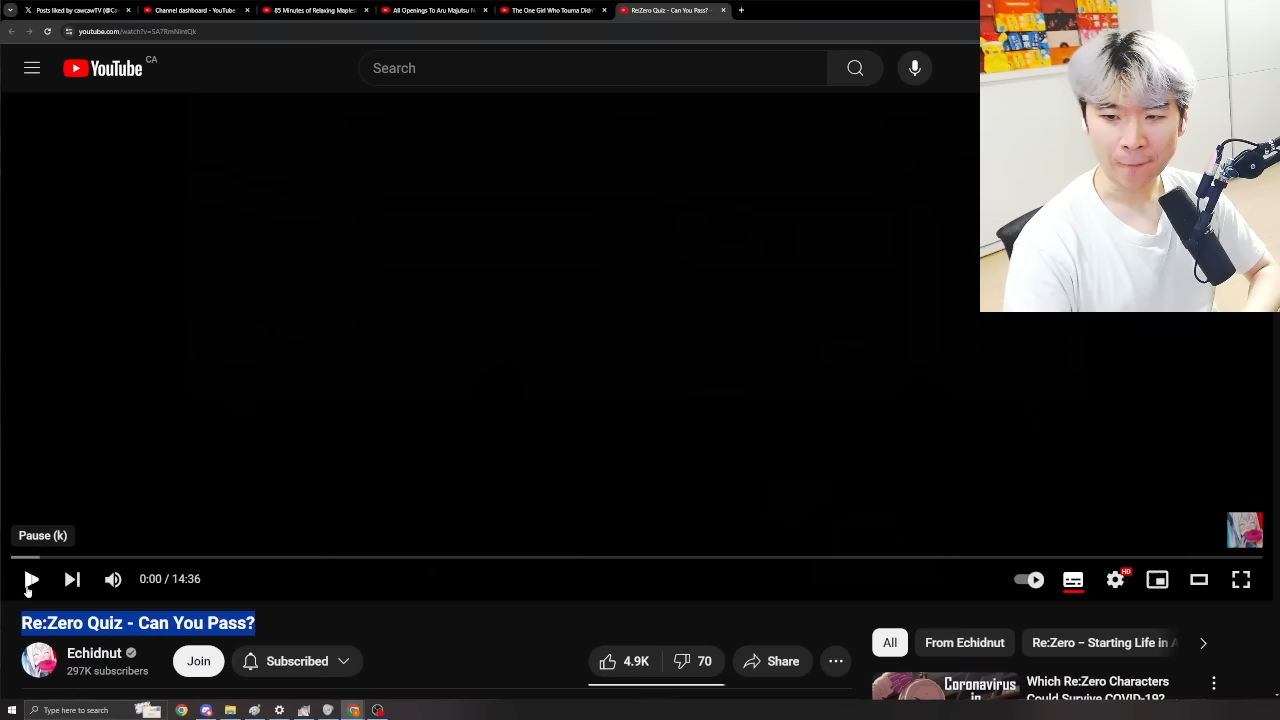 Posts liked by cawcawTV (@Ca
Channel dashboard - YouTube
85 Minutes of Relaxing Maples
All Openings To Aru Majutsu N
The One Girl Who Touma Didn'
Re:Zero Quiz - Can You Pass? -
youtube.com/watch?v=SA7RmNlntQk
YouTube CA
Search
Pause (k)
0:00 / 14:36
HD
Re:Zero Quiz - Can You Pass?
Echidnut
297K subscribers
Join
Subscribed
4.9K
70
Share
All
From Echidnut
Re:Zero − Starting Life in A
Coronavirus
in
Which Re:Zero Characters
Could Survive COVID-19?
Type here to search